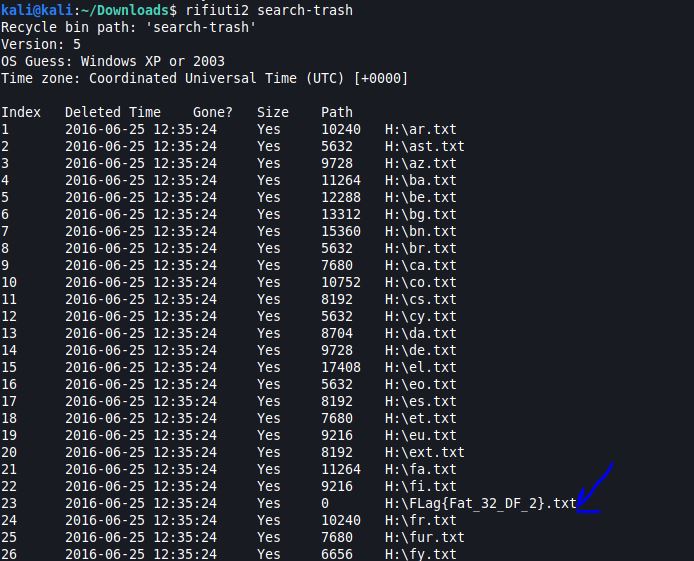 kali@kali:~/Downloads$ rifiuti2 search-trash
Recycle bin path: 'search-trash'
Version: 5
OS Guess: Windows XP or 2003
Time zone: Coordinated Universal Time (UTC) [+0000]
Index Deleted Time Gone? Size Path
1 2016-06-25 12:35:24 Yes 10240 H:\ar.txt
2 2016-06-25 12:35:24 Yes 5632 H:\ast.txt
3 2016-06-25 12:35:24 Yes 9728 H:\az.txt
4 2016-06-25 12:35:24 Yes 11264 H:\ba.txt
5 2016-06-25 12:35:24 Yes 12288 H:\be.txt
6 2016-06-25 12:35:24 Yes 13312 H:\bg.txt
7 2016-06-25 12:35:24 Yes 15360 H:\bn.txt
8 2016-06-25 12:35:24 Yes 5632 H:\br.txt
9 2016-06-25 12:35:24 Yes 7680 H:\ca.txt
10 2016-06-25 12:35:24 Yes 10752 H:\co.txt
11 2016-06-25 12:35:24 Yes 8192 H:\cs.txt
12 2016-06-25 12:35:24 Yes 5632 H:\cy.txt
13 2016-06-25 12:35:24 Yes 8704 H:\da.txt
14 2016-06-25 12:35:24 Yes 9728 H:\de.txt
15 2016-06-25 12:35:24 Yes 17408 H:\el.txt
16 2016-06-25 12:35:24 Yes 5632 H:\eo.txt
17 2016-06-25 12:35:24 Yes 8192 H:\es.txt
18 2016-06-25 12:35:24 Yes 7680 H:\et.txt
19 2016-06-25 12:35:24 Yes 9216 H:\eu.txt
20 2016-06-25 12:35:24 Yes 8192 H:\ext.txt
21 2016-06-25 12:35:24 Yes 11264 H:\fa.txt
22 2016-06-25 12:35:24 Yes 9216 H:\fi.txt
23 2016-06-25 12:35:24 Yes 0 H:\FLag{Fat_32_DF_2}.txt
24 2016-06-25 12:35:24 Yes 10240 H:\fr.txt
25 2016-06-25 12:35:24 Yes 7680 H:\fur.txt
26 2016-06-25 12:35:24 Yes 6656 H:\fy.txt